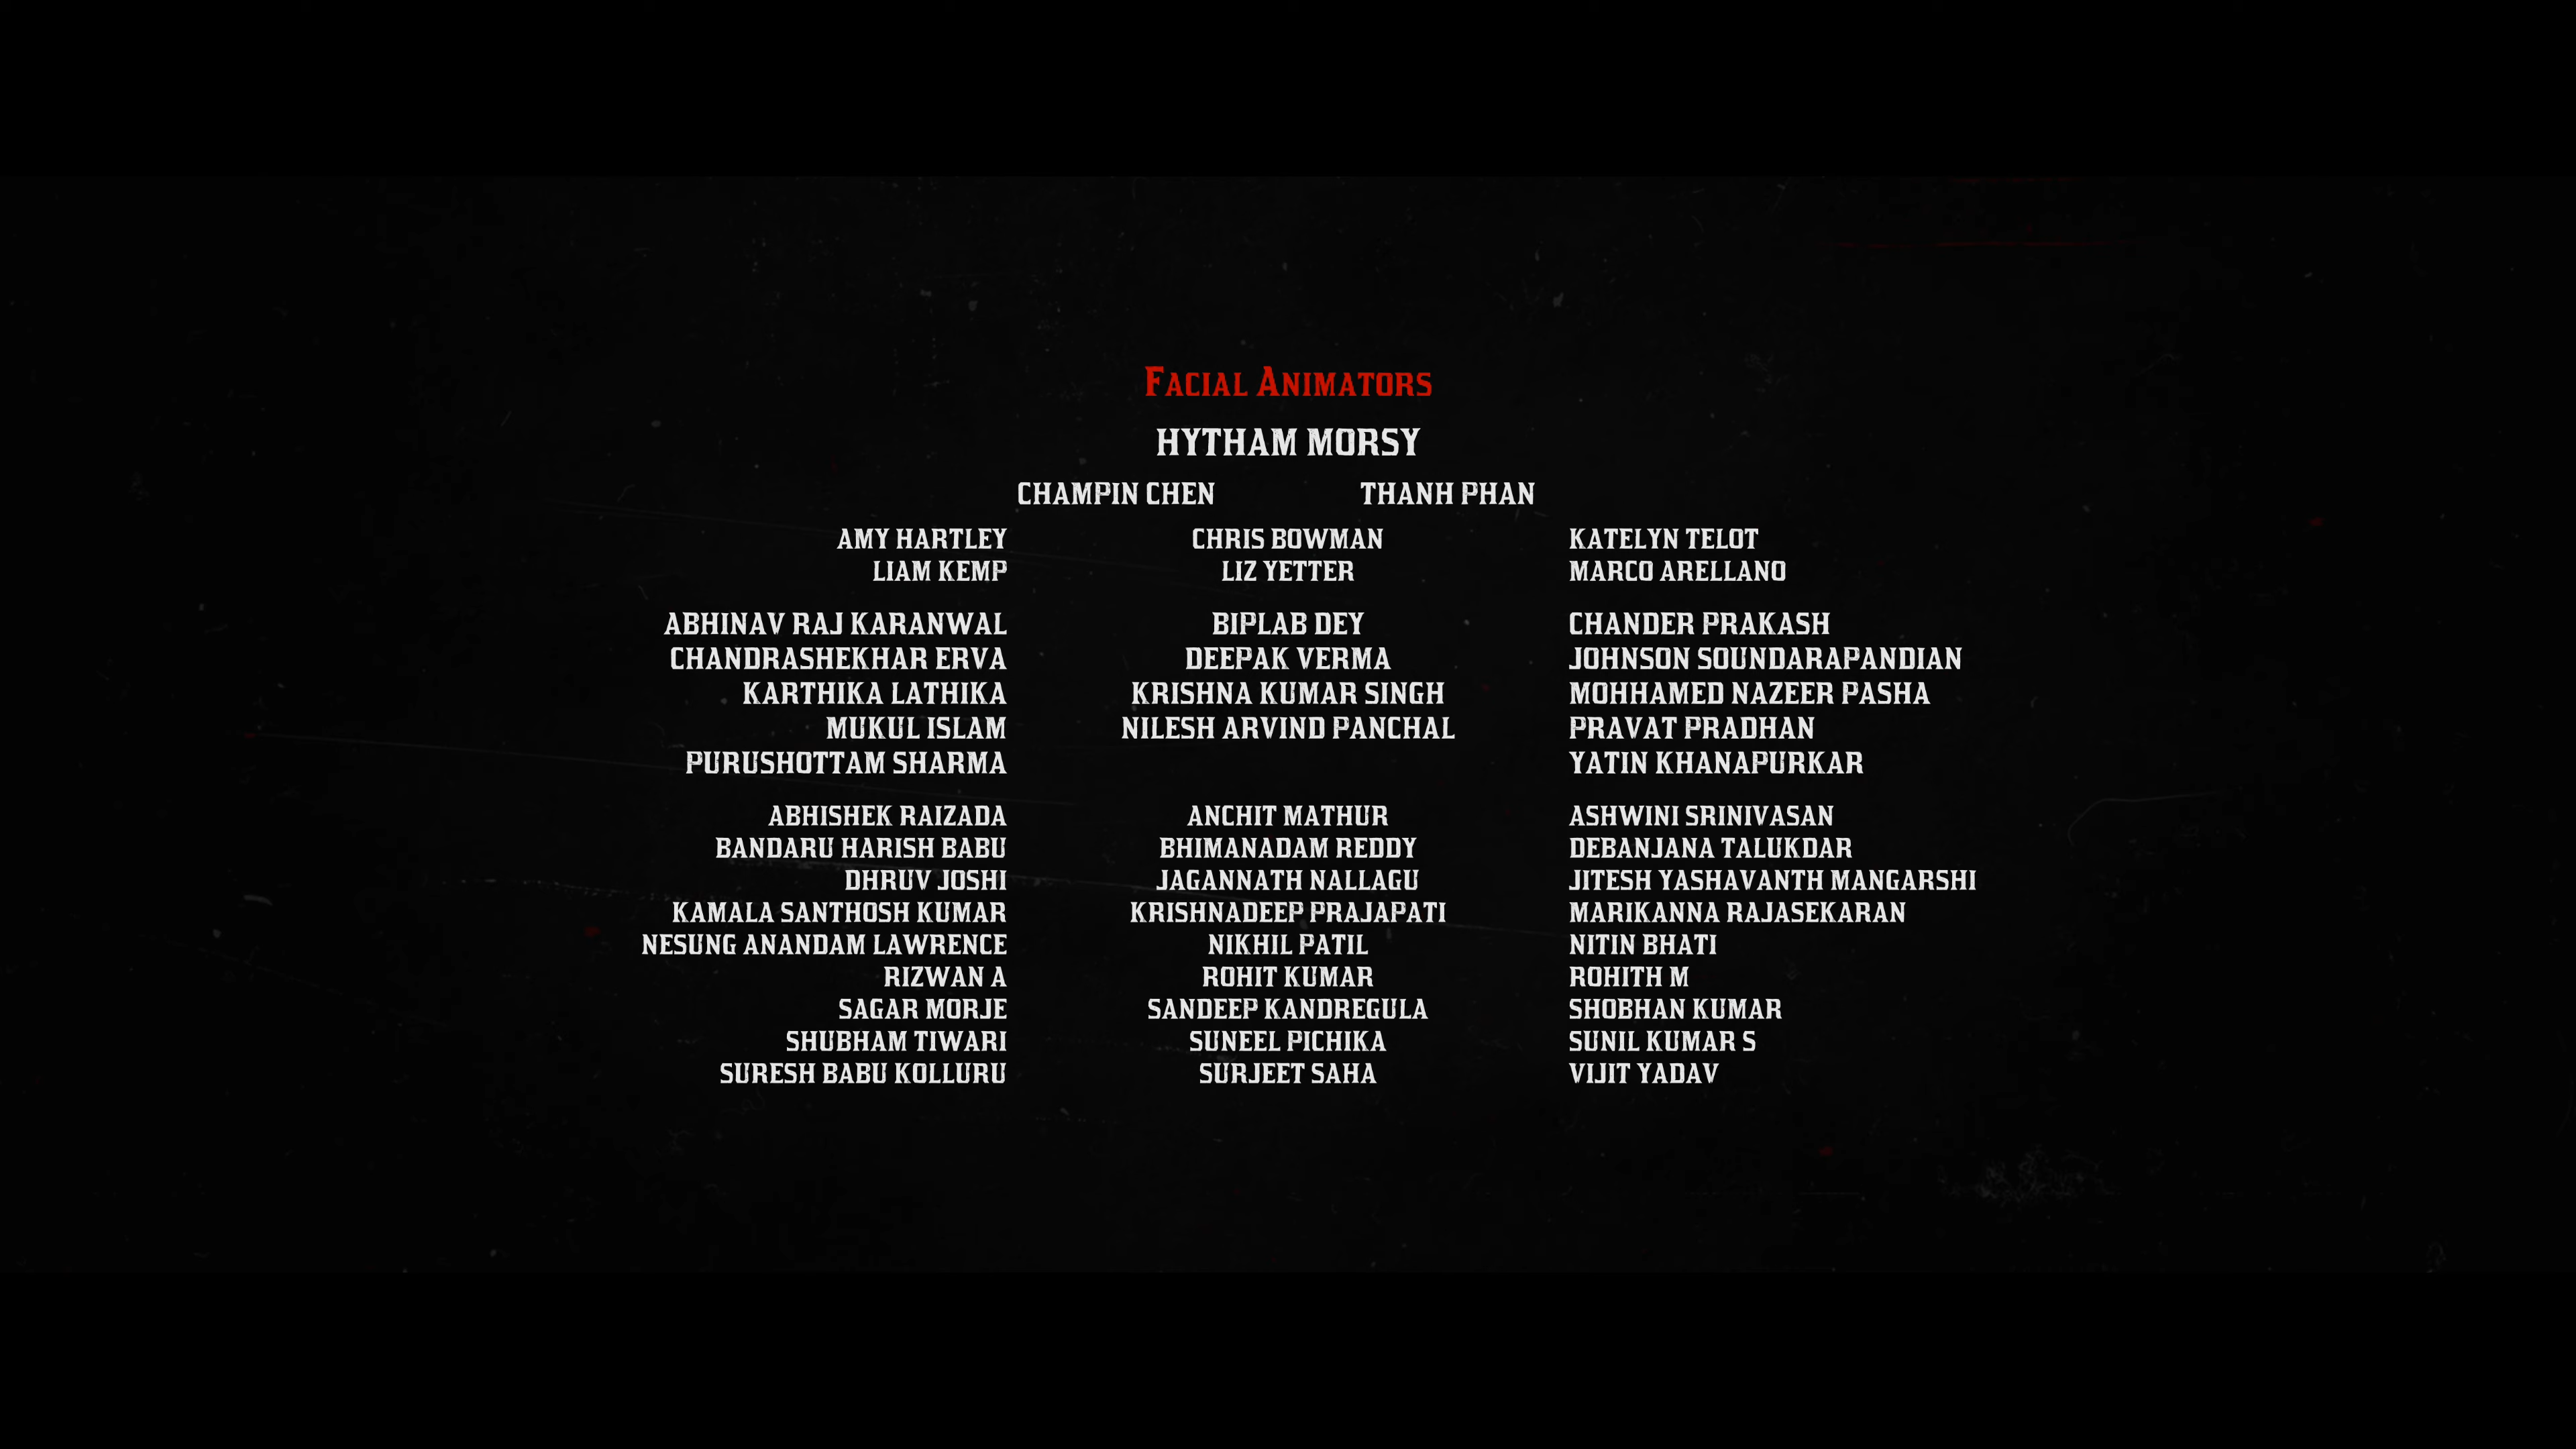 Facial Animators
HYTHAM MORSY
CHAMPIN CHEN THANH PHAN
AMY HARTLEY CHRIS BOWMAN KATELYN TELOT
LIAM KEMP LIZ YETTER MARCO ARELLANO
ABHINAV RAJ KARANWAL BIPLAB DEY CHANDER PRAKASH
CHANDRASHEKHAR ERVA DEEPAK VERMA JOHNSON SOUNDARAPANDIAN
KARTHIKA LATHIKA KRISHNA KUMAR SINGH MOHHAMED NAZEER PASHA
MUKUL ISLAM NILESH ARVIND PANCHAL PRAVAT PRADHAN
PURUSHOTTAM SHARMA YATIN KHANAPURKAR
ABHISHEK RAIZADA ANCHIT MATHUR ASHWINI SRINIVASAN
BANDARU HARISH BABU BHIMANADAM REDDY DEBANJANA TALUKDAR
DHRUV JOSHI JAGANNATH NALLAGU JITESH YASHAVANTH MANGARSHI
KAMALA SANTHOSH KUMAR KRISHNADEEP PRAJAPATI MARIKANNA RAJASEKARAN
NESUNG ANANDAM LAWRENCE NIKHIL PATIL NITIN BHATI
RIZWAN A ROHIT KUMAR ROHITH M
SAGAR MORJE SANDEEP KANDREGULA SHOBHAN KUMAR
SHUBHAM TIWARI SUNEEL PICHIKA SUNIL KUMAR S
SURESH BABU KOLLURU SURJEET SAHA VIJIT YADAV